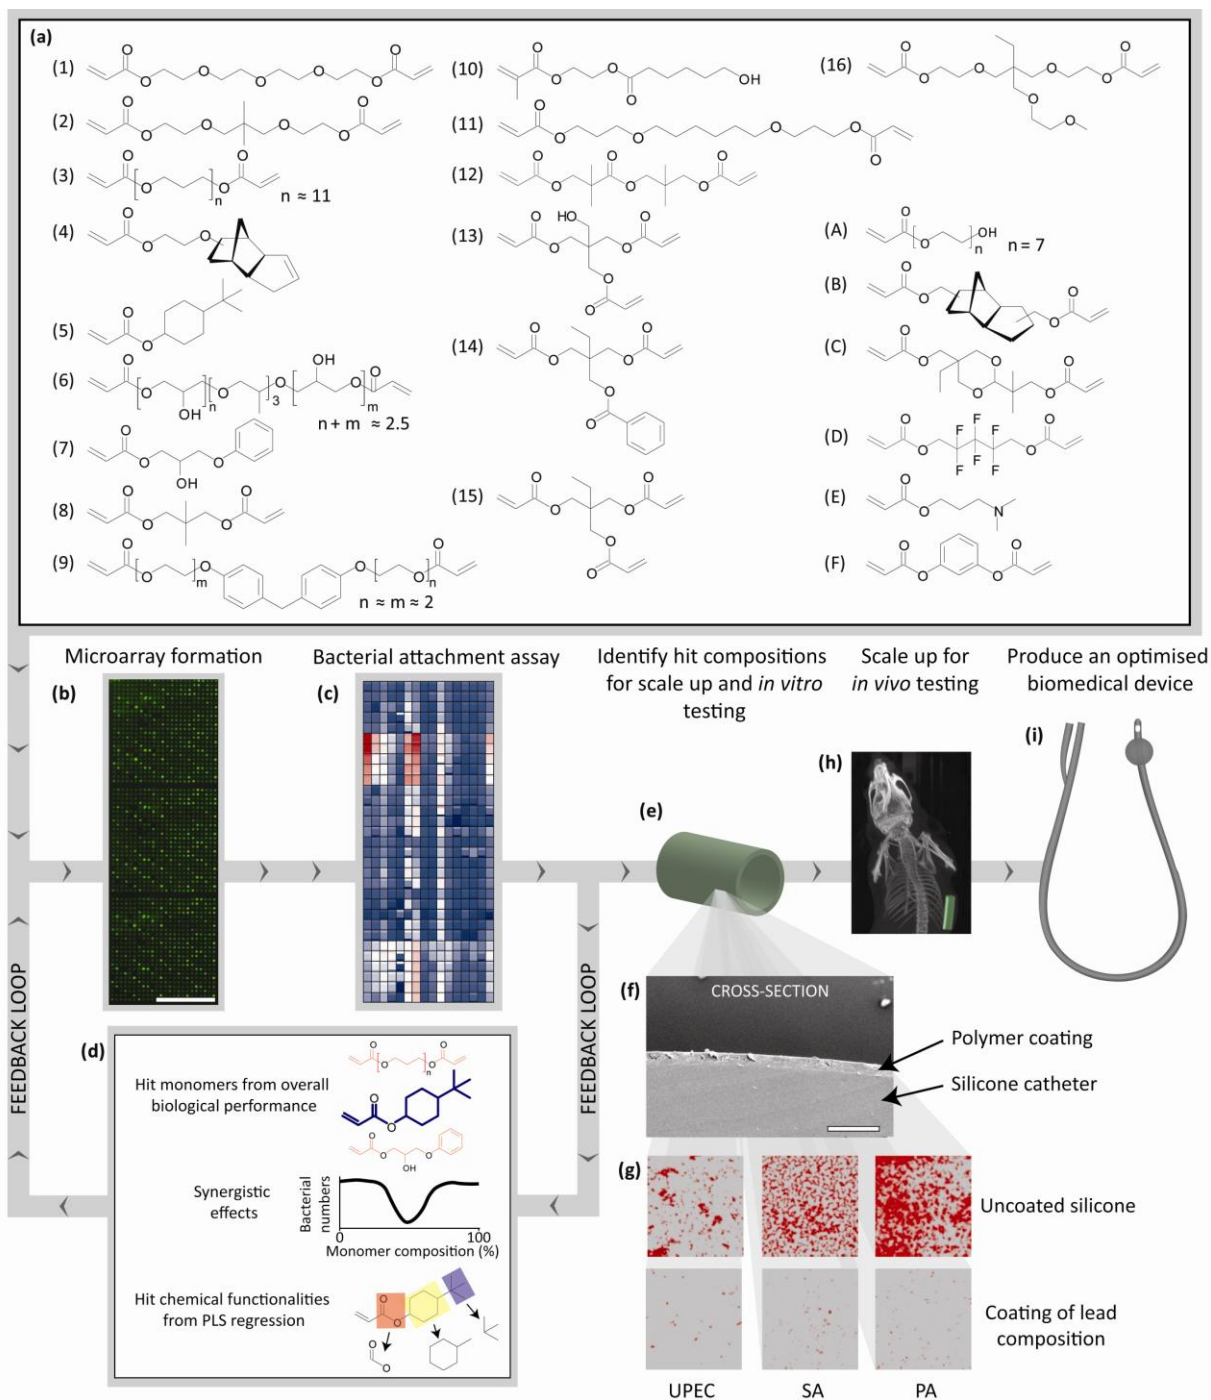 (a)
(1)
O
O
O
O
O
O
O
(2)
O
O
O
O
O
O
(3)
O
O
O
O
n
n ≈ 11
(4)
O
O
O
(5)
O
O
(6)
O
O
OH
n
O
3
O
OH
O
m
O
n + m ≈ 2.5
(7)
O
O
OH
O
(8)
O
O
O
O
(9)
O
O
O
m
O
O
O
n
O
O
n ≈ m ≈ 2
(10)
O
O
O
O
OH
(11)
O
O
O
O
O
O
(12)
O
O
O
O
O
O
(13)
O
O
HO
O
O
O
O
(14)
O
O
O
O
O
O
(15)
O
O
O
O
O
O
(16)
O
O
O
O
O
O
O
O
(A)
O
O
O
OH
n
n = 7
(B)
O
O
O
O
(C)
O
O
O
O
O
O
(D)
O
O
F F F
F F F
O
O
(E)
O
O
N
(F)
O
O
O
O
Microarray formation
(b)
Bacterial attachment assay
(c)
Identify hit compositions
for scale up and in vitro
testing
Scale up for
in vivo testing
Produce an optimised
biomedical device
(e)
(h)
(i)
FEEDBACK LOOP
FEEDBACK LOOP
(d)
Hit monomers from overall
biological performance
O
O
O
O
n
O
O
O
O
OH
O
Synergistic
effects
Bacterial
numbers
0
100
Monomer composition (%)
Hit chemical functionalities
from PLS regression
O
O
O
O
(f)
CROSS-SECTION
Polymer coating
Silicone catheter
(g)
Uncoated silicone
Coating of lead
composition
UPEC
SA
PA